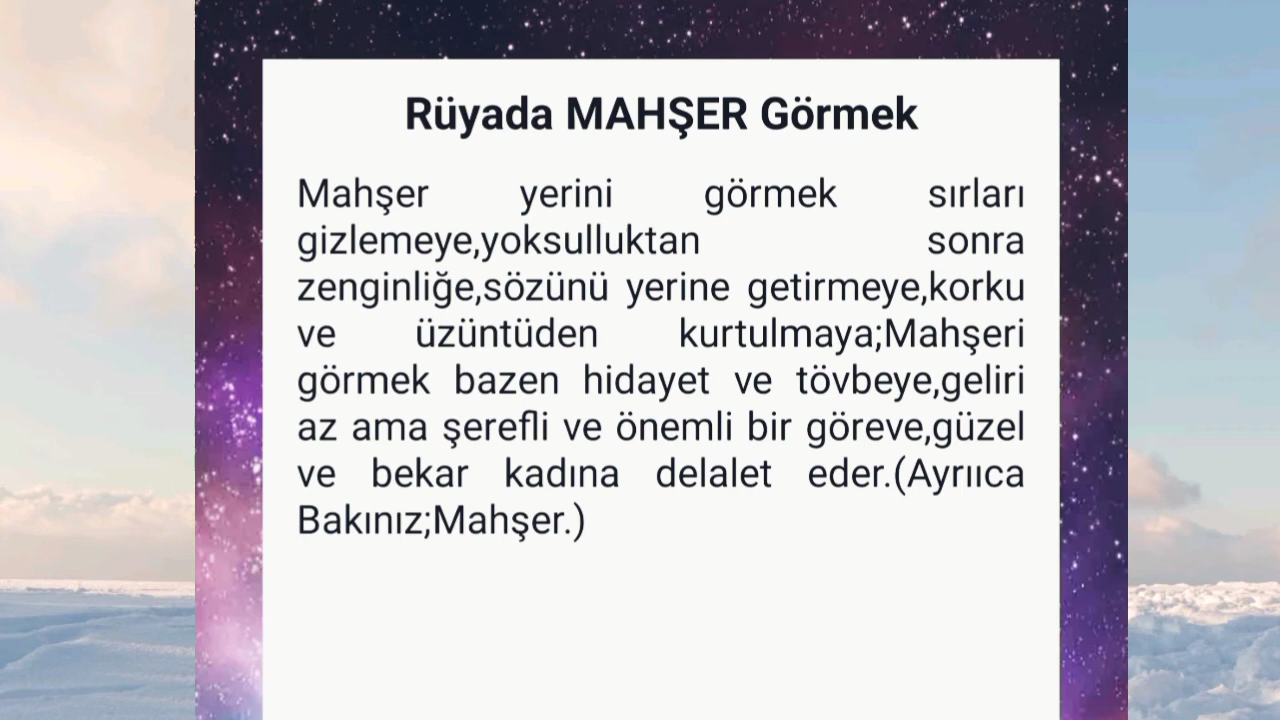 Rüyada MAHŞER Görmek
Mahşer yerini görmek sırları
gizlemeye,yoksulluktan sonra
zenginliğe,sözünü yerine getirmeye,korku
ve üzüntüden kurtulmaya;Mahşeri
görmek bazen hidayet ve tövbeye,geliri
az ama şerefli ve önemli bir göreve,güzel
ve bekar kadına delalet eder.(Ayrııca
Bakınız;Mahşer.)